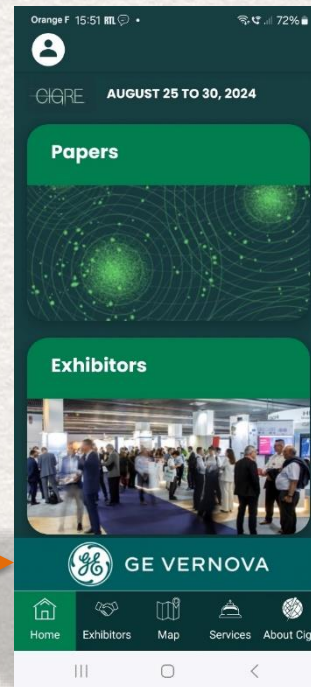 Orange F 15:51 RTL
72%
CIGRE AUGUST 25 TO 30, 2024
Papers
Exhibitors
GE VERNOVA
Home Exhibitors Map Services About Cig